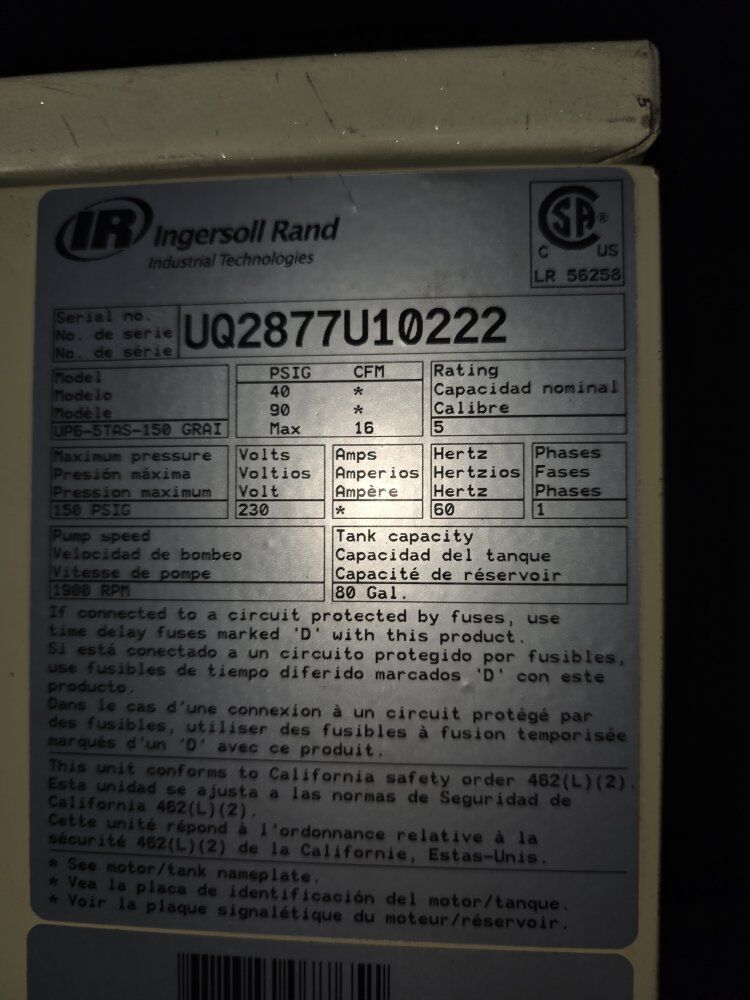 5
IR Ingersoll Rand
Industrial Technologies
CSA ®
C US
LR 56258
Serial no.
No. de serie
No. de série
UQ2877U10222
Model
Modelo
Modèle
UP6-5TAS-150 GRAI
PSIG CFM
40 *
90 *
Max 16
Rating
Capacidad nominal
Calibre
5
Maximum pressure
Presión máxima
Pression maximum
150 PSIG
Volts
Voltios
Volt
230
Amps
Amperios
Ampère
*
Hertz
Hertzios
Hertz
60
Phases
Fases
Phases
1
Pump speed
Velocidad de bombeo
Vitesse de pompe
1900 RPM
Tank capacity
Capacidad del tanque
Capacité de réservoir
80 Gal.
If connected to a circuit protected by fuses, use
time delay fuses marked 'D' with this product.
Si está conectado a un circuito protegido por fusibles,
use fusibles de tiempo diferido marcados 'D' con este
producto.
Dans le cas d'une connexion à un circuit protégé par
des fusibles, utiliser des fusibles à fusion temporisée
marqués d'un 'D' avec ce produit.
This unit conforms to California safety order 462(L)(2).
Esta unidad se ajusta a las normas de Seguridad de
California 462(L)(2).
Cette unité répond à l'ordonnance relative à la
sécurité 462(L)(2) de la Californie, Estas-Unis.
* See motor/tank nameplate.
* Vea la placa de identificación del motor/tanque.
* Voir la plaque signalétique du moteur/réservoir.